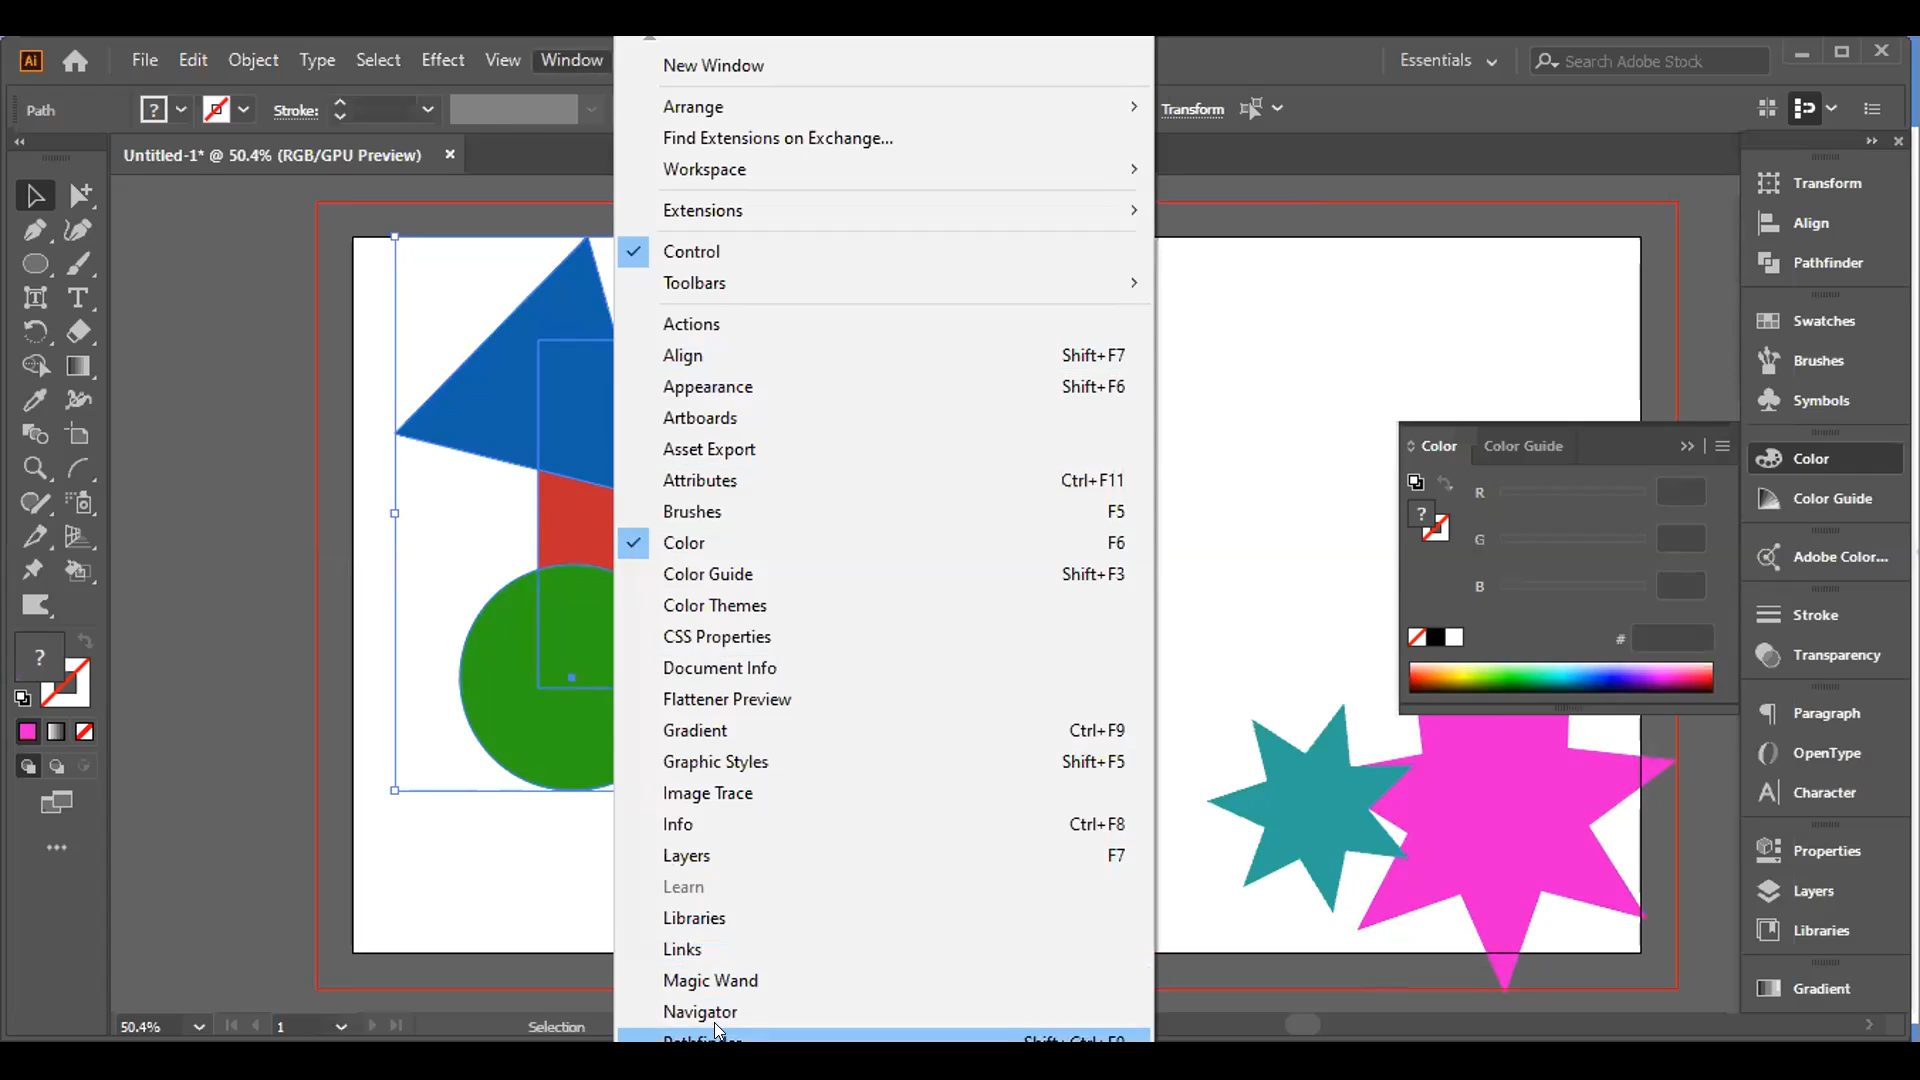 Ai
File
Edit
Object
Type
Select
Effect
View
Window
Essentials
Search Adobe Stock
Path
?
Stroke:
Transform
Untitled-1* @ 50.4% (RGB/GPU Preview)
New Window
Arrange
Find Extensions on Exchange...
Workspace
Extensions
Control
Toolbars
Actions
Align Shift+F7
Appearance Shift+F6
Artboards
Asset Export
Attributes Ctrl+F11
Brushes F5
Color F6
Color Guide Shift+F3
Color Themes
CSS Properties
Document Info
Flattener Preview
Gradient Ctrl+F9
Graphic Styles Shift+F5
Image Trace
Info Ctrl+F8
Layers F7
Learn
Libraries
Links
Magic Wand
Navigator
Pathfinder Shift+Ctrl+F9
Color
Color Guide
?
R
G
B
#
Transform
Align
Pathfinder
Swatches
Brushes
Symbols
Color
Color Guide
Adobe Color...
Stroke
Transparency
Paragraph
OpenType
Character
Properties
Layers
Libraries
Gradient
?
50.4%
1
Selection